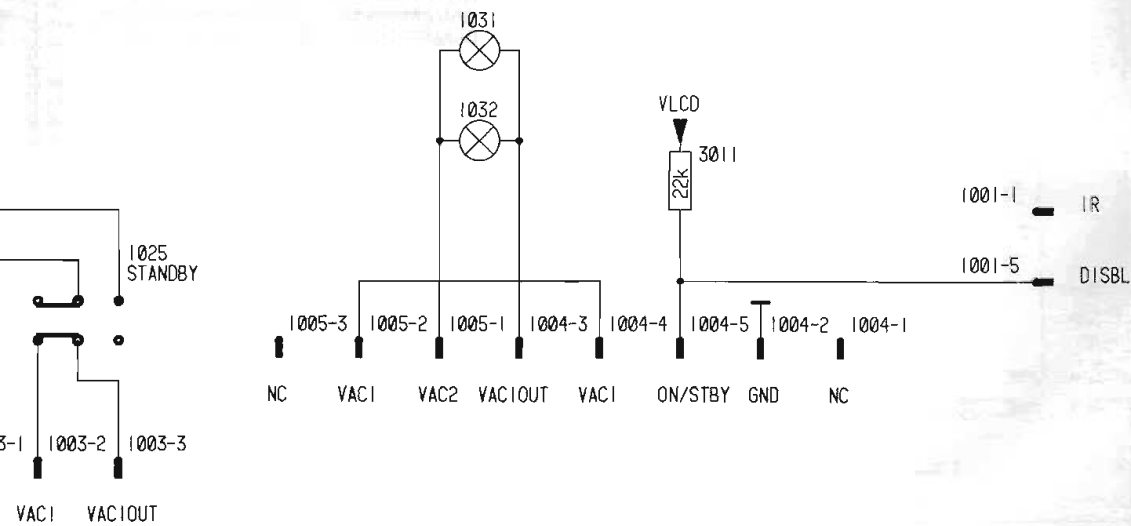 1031
1032
VLCD
3011
22k
1001-1 IR
1025
STANDBY
1001-5 DISBL
1005-3 1005-2 1005-1 1004-3 1004-4 1004-5 1004-2 1004-1
NC VAC1 VAC2 VAC1OUT VAC1 ON/STBY GND NC
3-1 1003-2 1003-3
VAC1 VAC1OUT